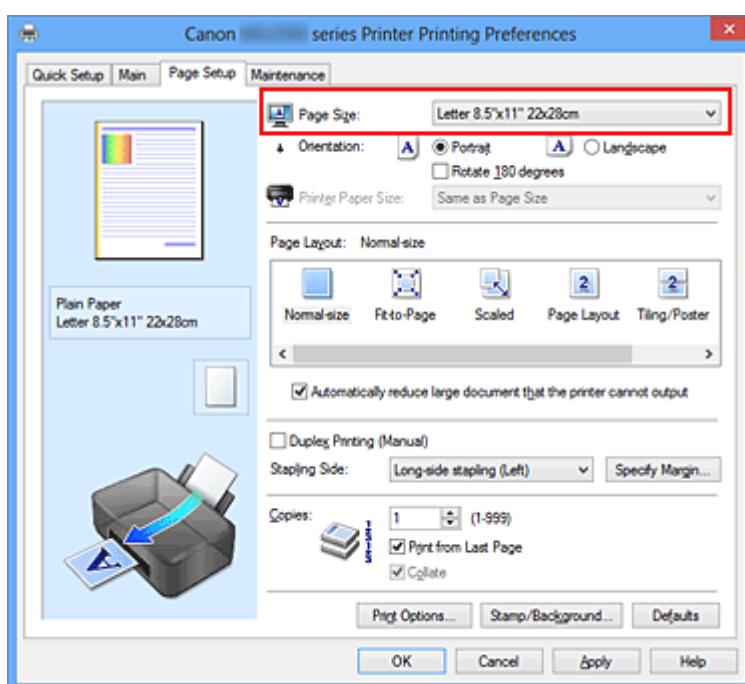 Canon series Printer Printing Preferences
Quick Setup Main Page Setup Maintenance
Page Size: Letter 8.5"x11" 22x28cm
Orientation: A Portrait A Landscape
Rotate 180 degrees
Printer Paper Size: Same as Page Size
Page Layout: Normal-size
2 2
Normal-size Fit-to-Page Scaled Page Layout Tiling/Poster
Plain Paper
Letter 8.5"x11" 22x28cm
Automatically reduce large document that the printer cannot output
Duplex Printing (Manual)
Stapling Side: Long-side stapling (Left) Specify Margin...
Copies: 1 (1-999)
Print from Last Page
Collate
A
Print Options... Stamp/Background... Defaults
OK Cancel Apply Help